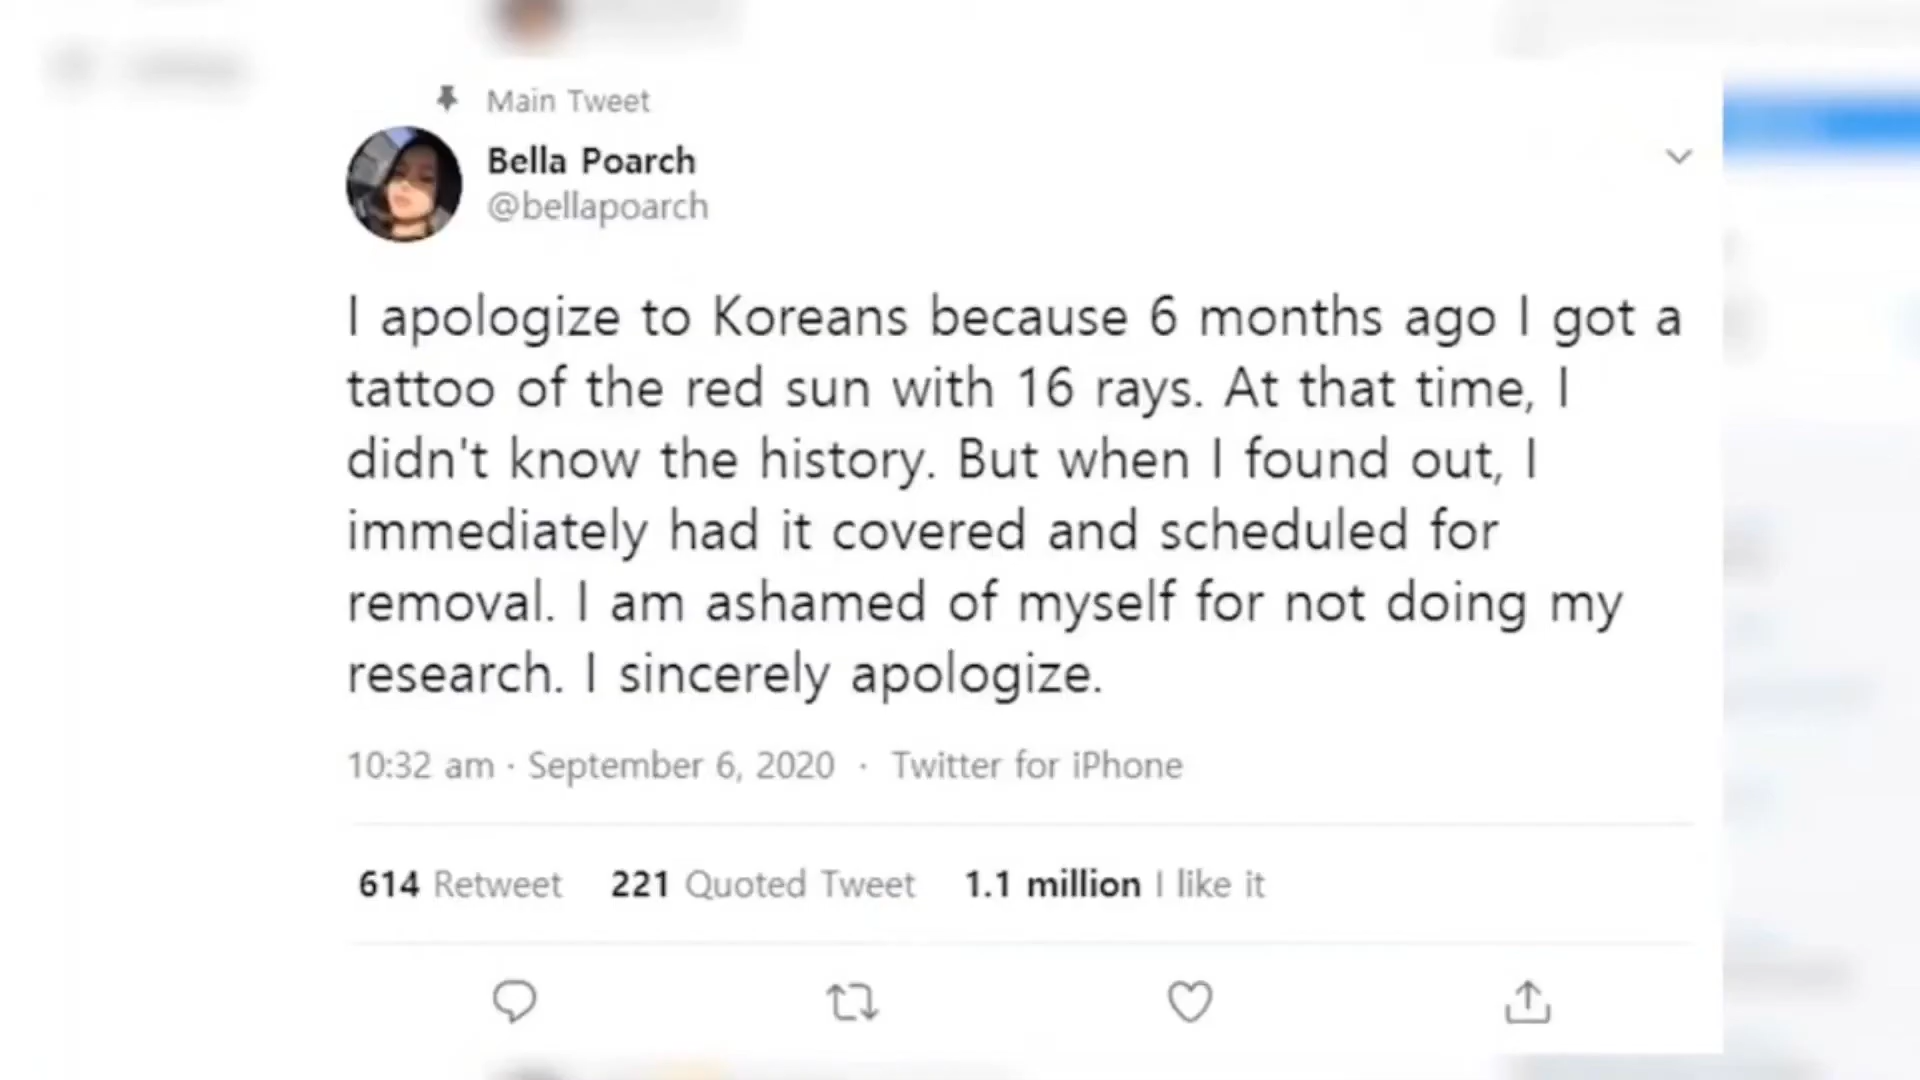 Main Tweet
Bella Poarch
@bellapoarch
I apologize to Koreans because 6 months ago I got a
tattoo of the red sun with 16 rays. At that time, I
didn't know the history. But when I found out, I
immediately had it covered and scheduled for
removal. I am ashamed of myself for not doing my
research. I sincerely apologize.
10:32 am · September 6, 2020 · Twitter for iPhone
614 Retweet 221 Quoted Tweet 1.1 million I like it